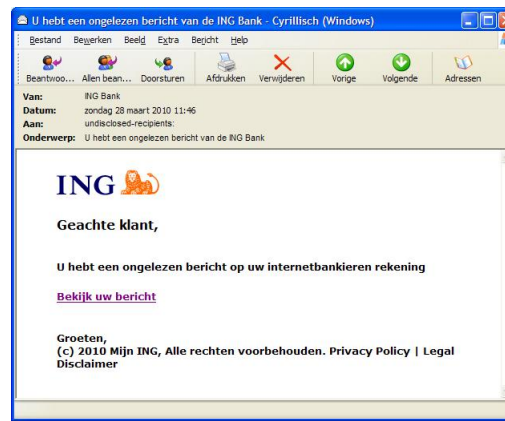 U hebt een ongelezen bericht van de ING Bank - Cyrillisch (Windows)
Bestand Bewerken Beeld Extra Bericht Help
Beantwoo... Allen bean... Doorsturen Afdrukken Verwijderen Vorige Volgende Adressen
Van: ING Bank
Datum: zondag 28 maart 2010 11:46
Aan: undisclosed-recipients:
Onderwerp: U hebt een ongelezen bericht van de ING Bank
ING
Geachte klant,
U hebt een ongelezen bericht op uw internetbankieren rekening
Bekijk uw bericht
Groeten,
(c) 2010 Mijn ING, Alle rechten voorbehouden. Privacy Policy | Legal
Disclaimer